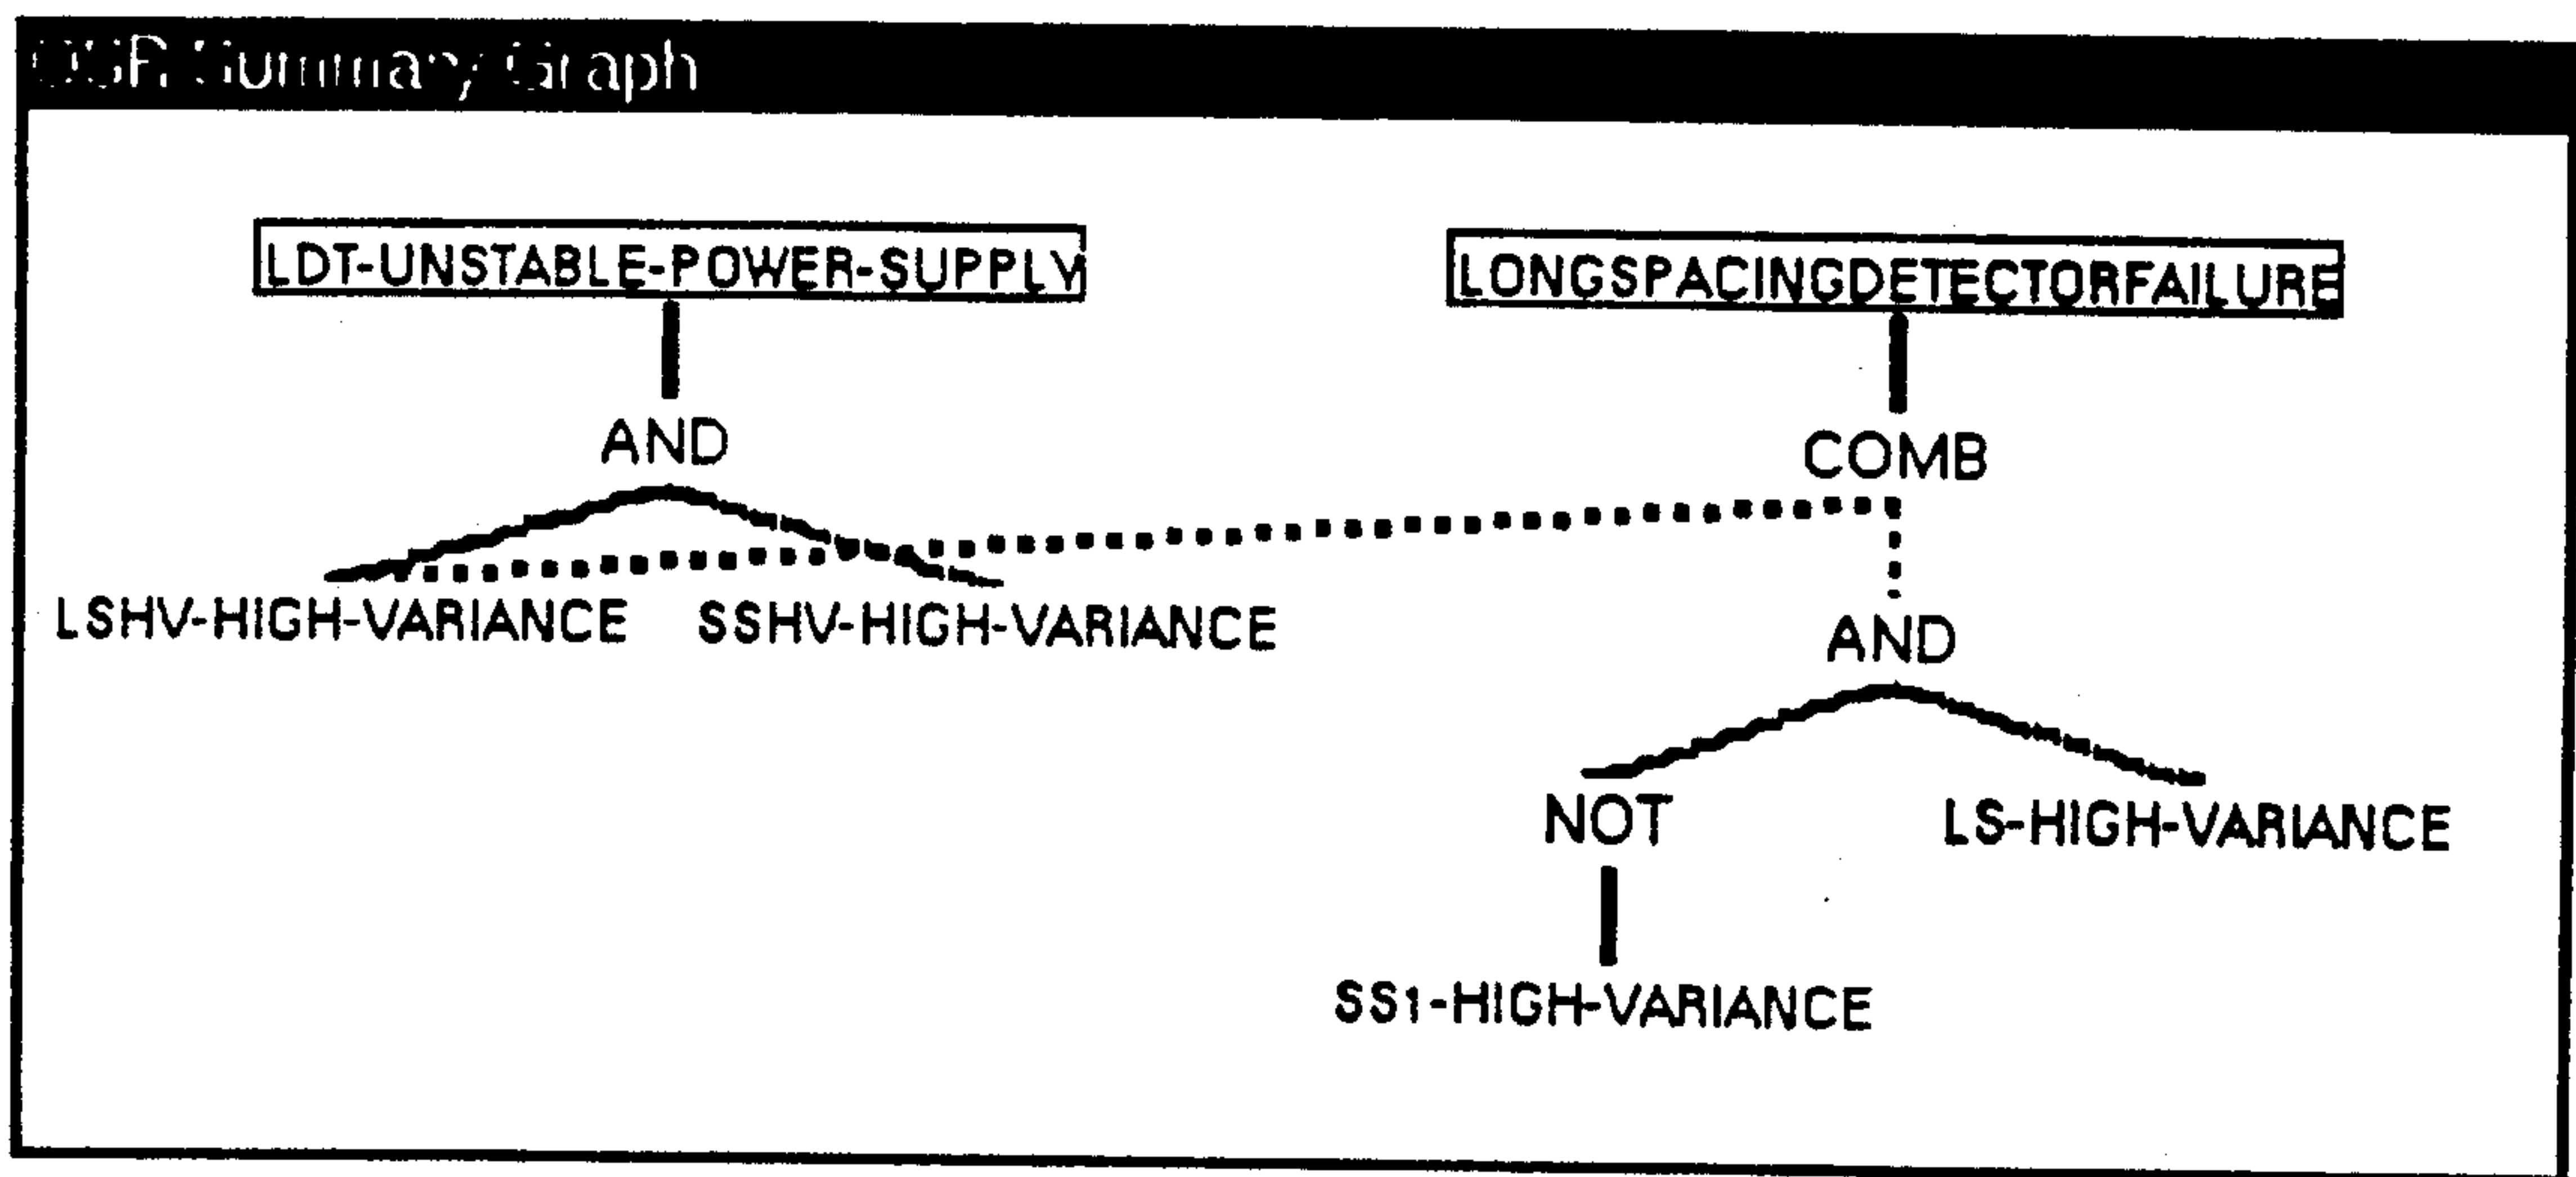 Summary Graph
LDT-UNSTABLE-POWER-SUPPLY
LONGSPACINGDETECTORFAILURE
AND
COMB
LSHV-HIGH-VARIANCE
SSHV-HIGH-VARIANCE
AND
NOT
LS-HIGH-VARIANCE
SS1-HIGH-VARIANCE